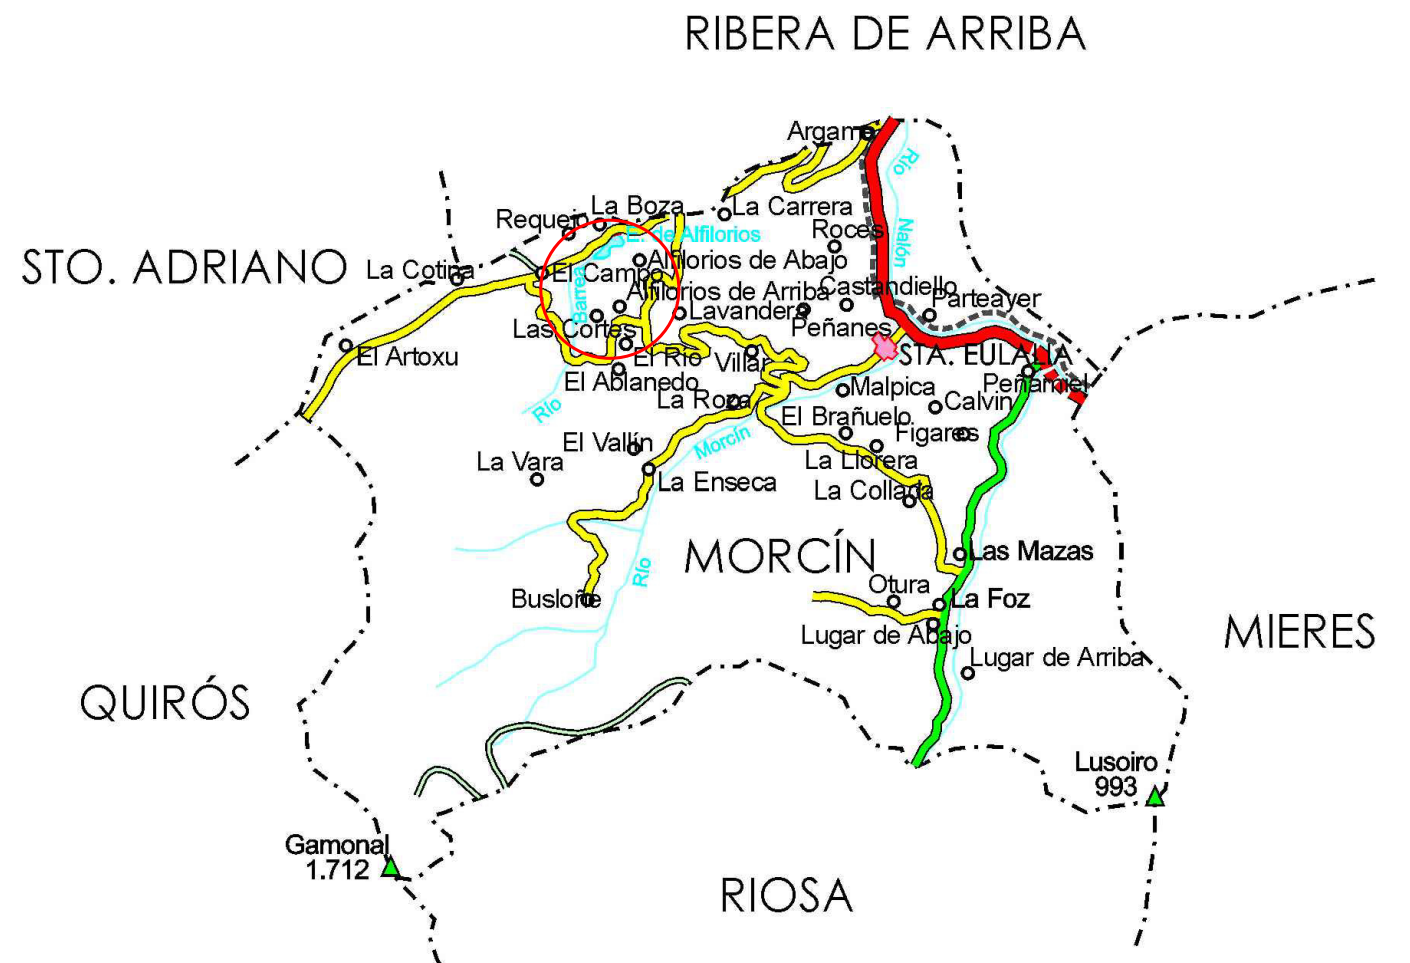 RIBERA DE ARRIBA
Argame
Río
La Boza
La Carrera
Requejo
Roces
E. de Alfilorios
Nalón
STO. ADRIANO
La Cotina
El Campo
Alfilorios de Abajo
Barrea
Alfilorios de Arriba
Castandiello
Parteayer
Las Cortes
Lavandera
Peñanes
El Artoxu
El Río
Villar
STA. EULALIA
El Ablanedo
Malpica
Peñamiel
Río
La Roza
El Brañuelo
Calvin
Morcín
El Vallín
Figares
La Vara
La Llorera
La Enseca
La Collada
MORCÍN
Las Mazas
Río
Otura
Busloñe
La Foz
Lugar de Abajo
MIERES
Lugar de Arriba
QUIRÓS
Lusoiro
993
Gamonal
1.712
RIOSA